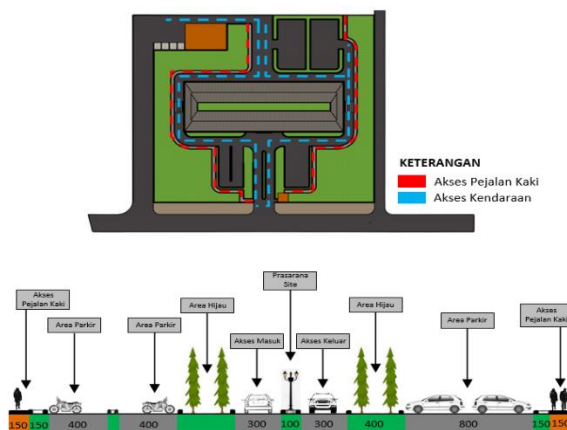 KETERANGAN
Akses Pejalan Kaki
Akses Kendaraan
Prasarana
Site
Akses
Pejalan Kaki
Area Parkir
Area Parkir
Area Hijau
Akses Masuk
Akses Keluar
Area Hijau
Area Parkir
Akses
Pejalan Kaki
150 150 400 400 300 100 300 400 800 150 150